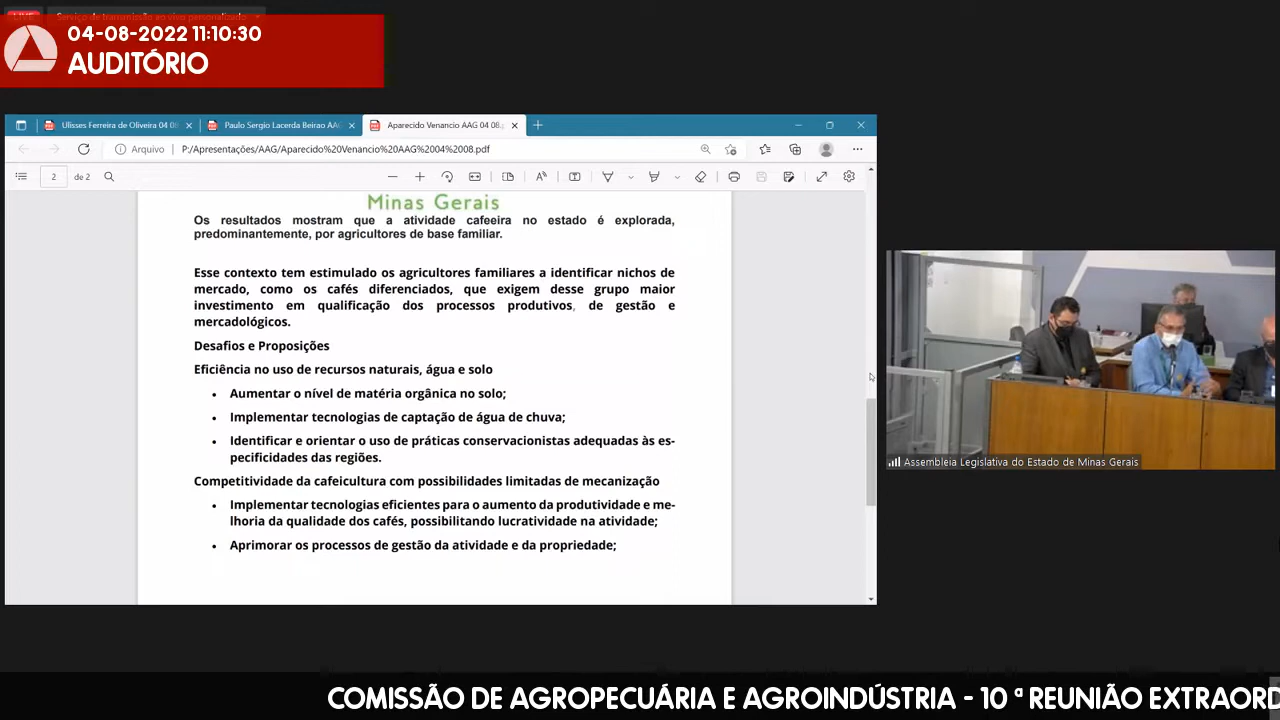 LIVE
Serviço de transmissão ao vivo personalizado
04-08-2022 11:10:30
AUDITÓRIO
Ulisses Ferreira de Oliveira 04 08
Paulo Sergio Lacerda Beirao AAG
Aparecido Venancio AAG 04 08.
Arquivo
P:/Apresentações/AAG/Aparecido%20Venancio%20AAG%2004%2008.pdf
2 de 2
Minas Gerais
Os resultados mostram que a atividade cafeeira no estado é explorada,
predominantemente, por agricultores de base familiar.
Esse contexto tem estimulado os agricultores familiares a identificar nichos de
mercado, como os cafés diferenciados, que exigem desse grupo maior
investimento em qualificação dos processos produtivos, de gestão e
mercadológicos.
Desafios e Proposições
Eficiência no uso de recursos naturais, água e solo
• Aumentar o nível de matéria orgânica no solo;
• Implementar tecnologias de captação de água de chuva;
• Identificar e orientar o uso de práticas conservacionistas adequadas às es-
pecificidades das regiões.
Competitividade da cafeicultura com possibilidades limitadas de mecanização
• Implementar tecnologias eficientes para o aumento da produtividade e me-
lhoria da qualidade dos cafés, possibilitando lucratividade na atividade;
• Aprimorar os processos de gestão da atividade e da propriedade;
Assembleia Legislativa do Estado de Minas Gerais
COMISSÃO DE AGROPECUÁRIA E AGROINDÚSTRIA - 10 ª REUNIÃO EXTRAORD